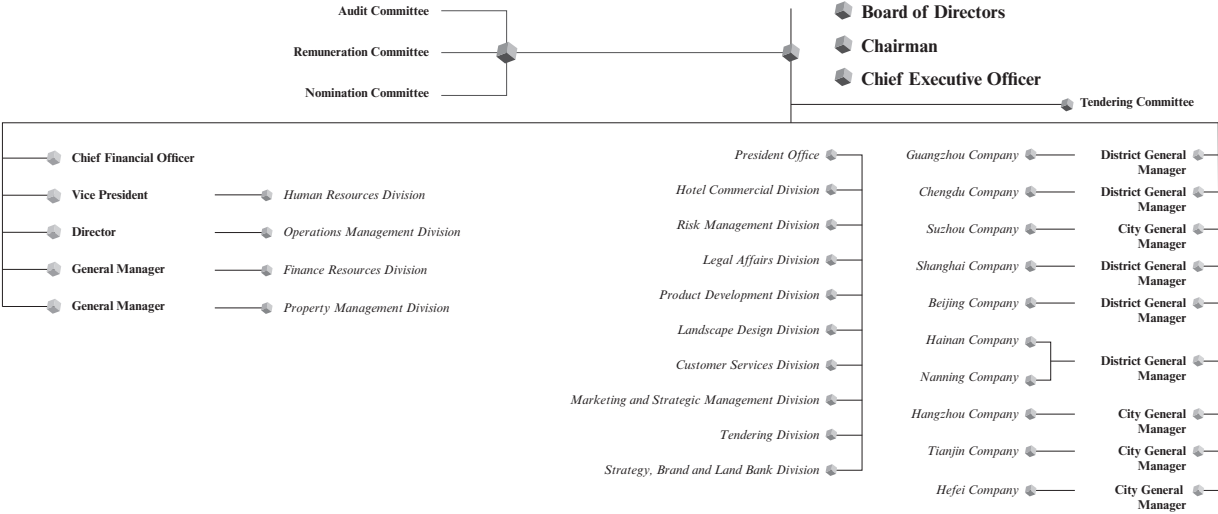 Audit Committee
Remuneration Committee
Nomination Committee
Board of Directors
Chairman
Chief Executive Officer
Tendering Committee
Chief Financial Officer
Vice President
Human Resources Division
Director
Operations Management Division
General Manager
Finance Resources Division
General Manager
Property Management Division
President Office
Hotel Commercial Division
Risk Management Division
Legal Affairs Division
Product Development Division
Landscape Design Division
Customer Services Division
Marketing and Strategic Management Division
Tendering Division
Strategy, Brand and Land Bank Division
Guangzhou Company
District General
Manager
Chengdu Company
District General
Manager
Suzhou Company
City General
Manager
Shanghai Company
District General
Manager
Beijing Company
District General
Manager
Hainan Company
Nanning Company
District General
Manager
Hangzhou Company
City General
Manager
Tianjin Company
City General
Manager
Hefei Company
City General
Manager